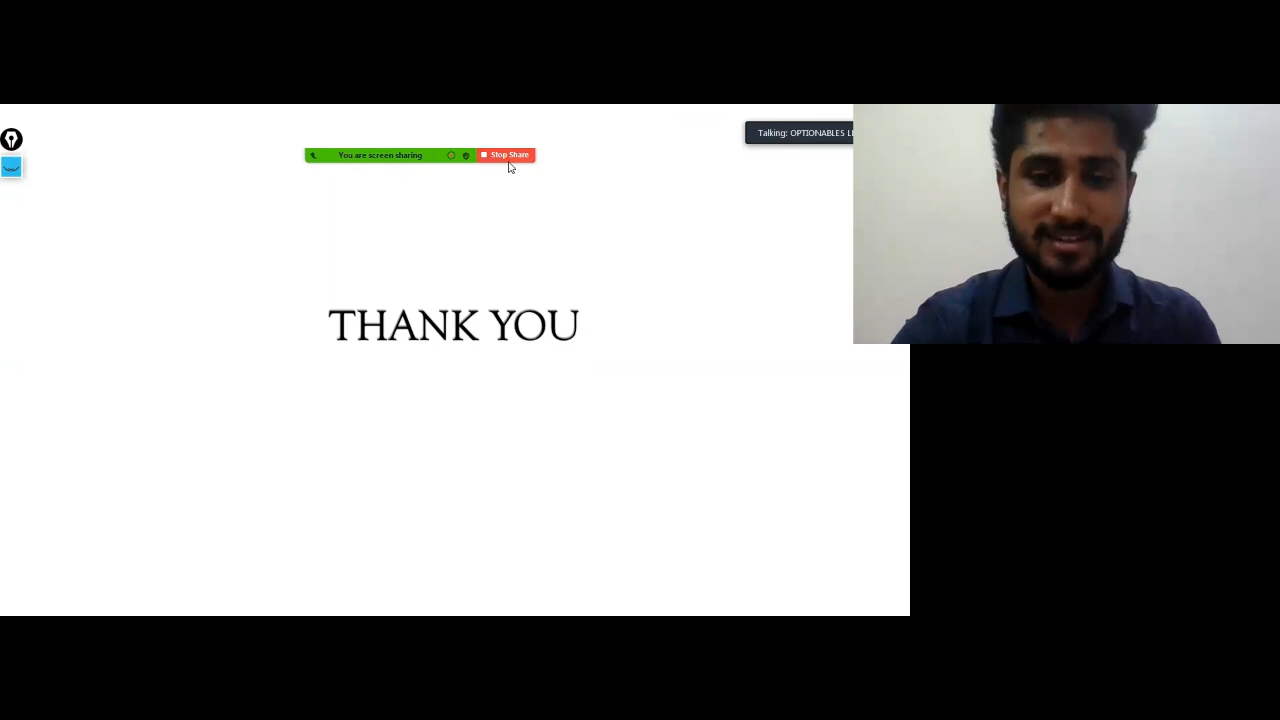 Talking: OPTIONABLES
You are screen sharing
Stop Share
THANK YOU